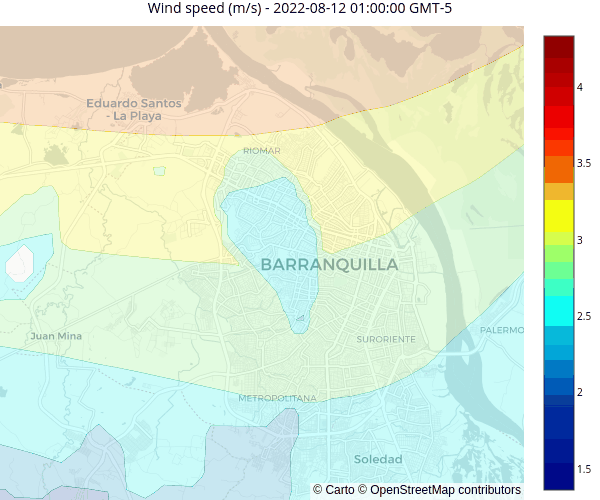 Wind speed (m/s) - 2022-08-12 01:00:00 GMT-5
Eduardo Santos
- La Playa
RIOMAR
BARRANQUILLA
Juan Mina
SURORIENTE
PALERMO
METROPOLITANA
Soledad
© Carto © OpenStreetMap contributors
4
3.5
3
2.5
2
1.5